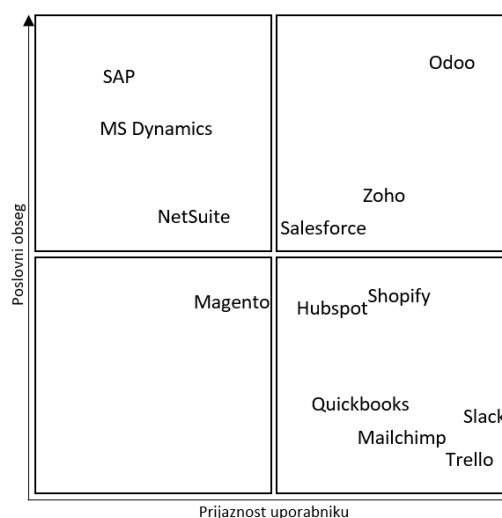 SAP
Odoo
MS Dynamics
NetSuite
Zoho
Salesforce
Poslovni obseg
Magento
Hubspot
Shopify
Quickbooks
Slack
Mailchimp
Trello
Prijaznost uporabniku